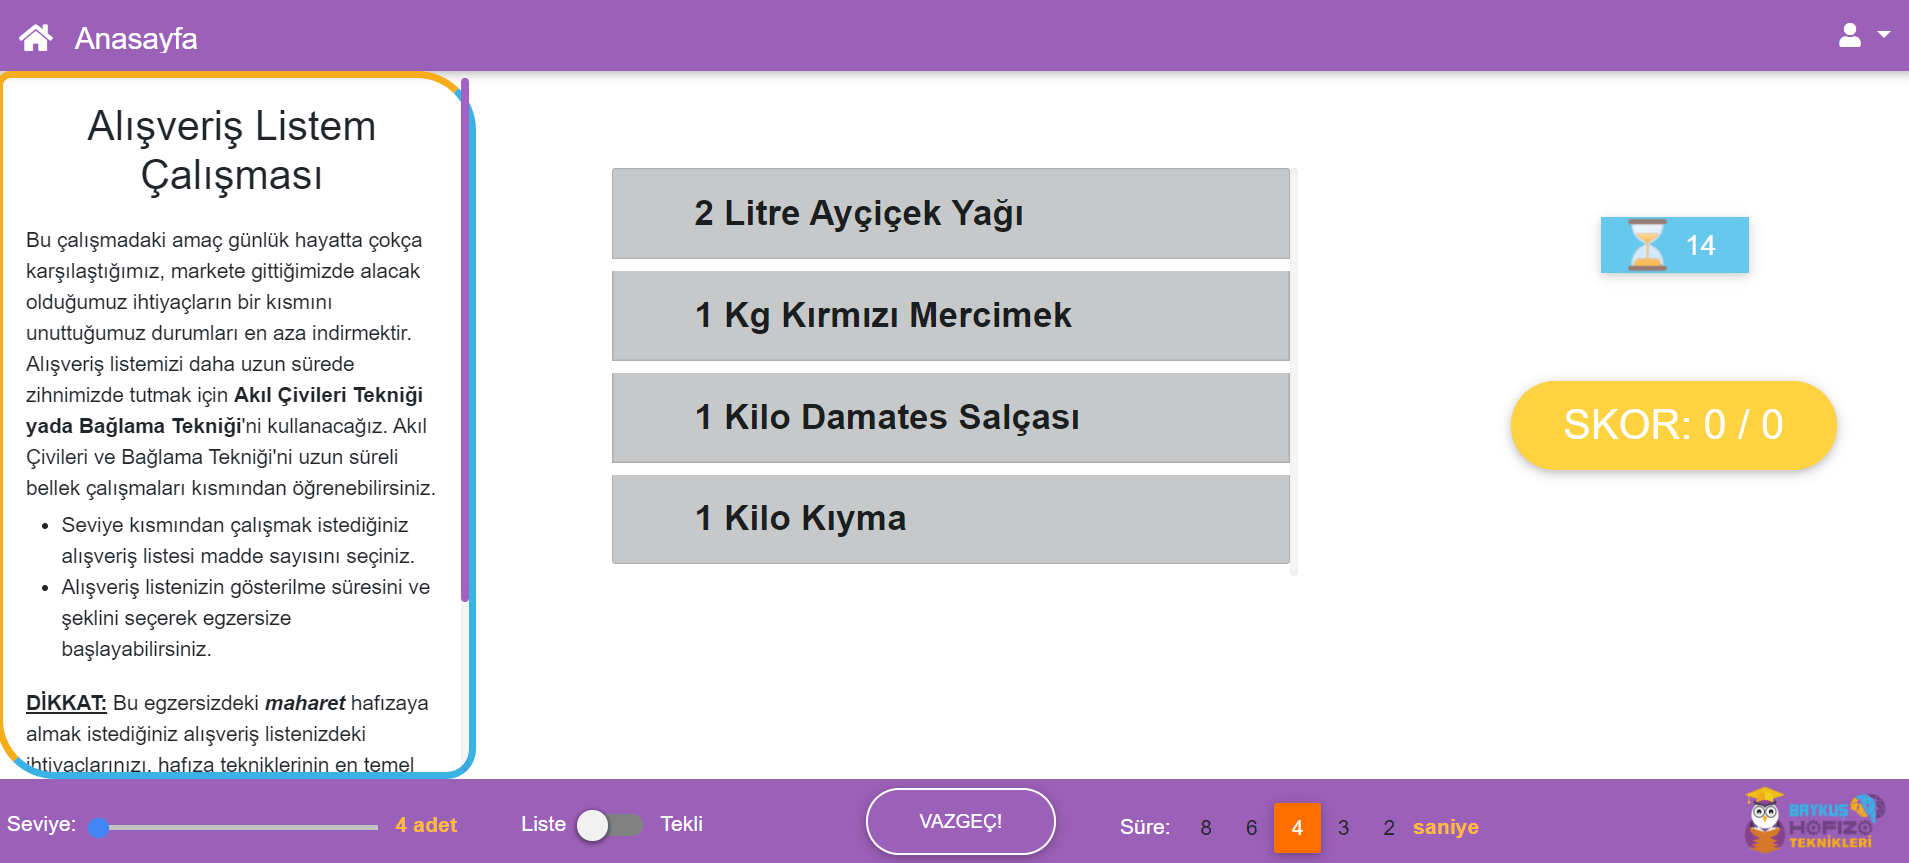 Anasayfa
Alışveriş Listem
Çalışması
Bu çalışmadaki amaç günlük hayatta çokça
karşılaştığımız, markete gittiğimizde alacak
olduğumuz ihtiyaçların bir kısmını
unuttuğumuz durumları en aza indirmektir.
Alışveriş listemizi daha uzun sürede
zihnimizde tutmak için Akıl Çivileri Tekniği
yada Bağlama Tekniği'ni kullanacağız. Akıl
Çivileri ve Bağlama Tekniği'ni uzun süreli
bellek çalışmaları kısmından öğrenebilirsiniz.
• Seviye kısmından çalışmak istediğiniz
alışveriş listesi madde sayısını seçiniz.
• Alışveriş listenizin gösterilme süresini ve
şeklini seçerek egzersize
başlayabilirsiniz.
DİKKAT: Bu egzersizdeki maharet hafızaya
almak istediğiniz alışveriş listenizdeki
ihtiyaçlarınızı, hafıza tekniklerinin en temel
2 Litre Ayçiçek Yağı
1 Kg Kırmızı Mercimek
1 Kilo Damates Salçası
1 Kilo Kıyma
14
SKOR: 0 / 0
Seviye: 4 adet
Liste Tekli
VAZGEÇ!
Süre: 8 6 4 3 2 saniye
BAYKUŞ
HAFIZA
TEKNİKLERİ